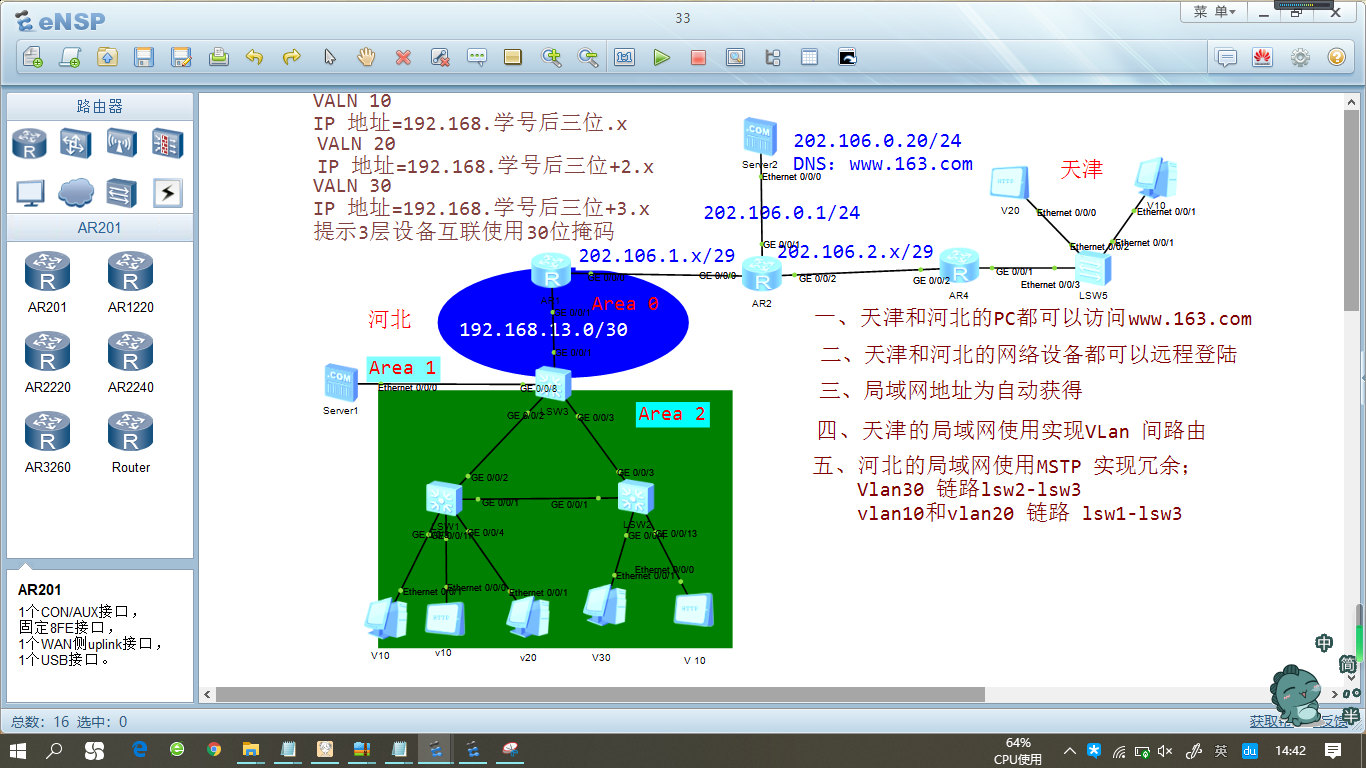 eNSP
33
菜 单
路由器
AR201
AR201
AR1220
AR2220
AR2240
AR3260
Router
AR201
1个CON/AUX接口，
固定8FE接口，
1个WAN侧uplink接口，
1个USB接口。
VALN 10
IP 地址=192.168.学号后三位.x
VALN 20
IP 地址=192.168.学号后三位+2.x
VALN 30
IP 地址=192.168.学号后三位+3.x
提示3层设备互联使用30位掩码
Server2
202.106.0.20/24
DNS：www.163.com
Ethernet 0/0/0
天津
V20
V10
Ethernet 0/0/0
Ethernet 0/0/1
202.106.0.1/24
Ethernet 0/0/2
Ethernet 0/0/1
GE 0/0/1
202.106.1.x/29
202.106.2.x/29
GE 0/0/0
GE 0/0/0
GE 0/0/2
GE 0/0/2
GE 0/0/1
Ethernet 0/0/3
AR1
AR2
AR4
LSW5
Area 0
GE 0/0/1
河北
192.168.13.0/30
GE 0/0/1
一、天津和河北的PC都可以访问www.163.com
二、天津和河北的网络设备都可以远程登陆
三、局域网地址为自动获得
四、天津的局域网使用实现VLan 间路由
五、河北的局域网使用MSTP 实现冗余；
Vlan30 链路lsw2-lsw3
vlan10和vlan20 链路 lsw1-lsw3
Area 1
Ethernet 0/0/0
GE 0/0/8
Server1
LSW3
GE 0/0/2
GE 0/0/3
Area 2
GE 0/0/2
GE 0/0/3
GE 0/0/1
GE 0/0/1
LSW1
LSW2
GE 0/0/4
GE 0/0/13
Ethernet 0/0/1
Ethernet 0/0/0
Ethernet 0/0/1
Ethernet 0/0/1
Ethernet 0/0/0
V10
v10
v20
V30
V 10
总数：16 选中：0
中
简
半
64%
CPU使用
英
du
14:42